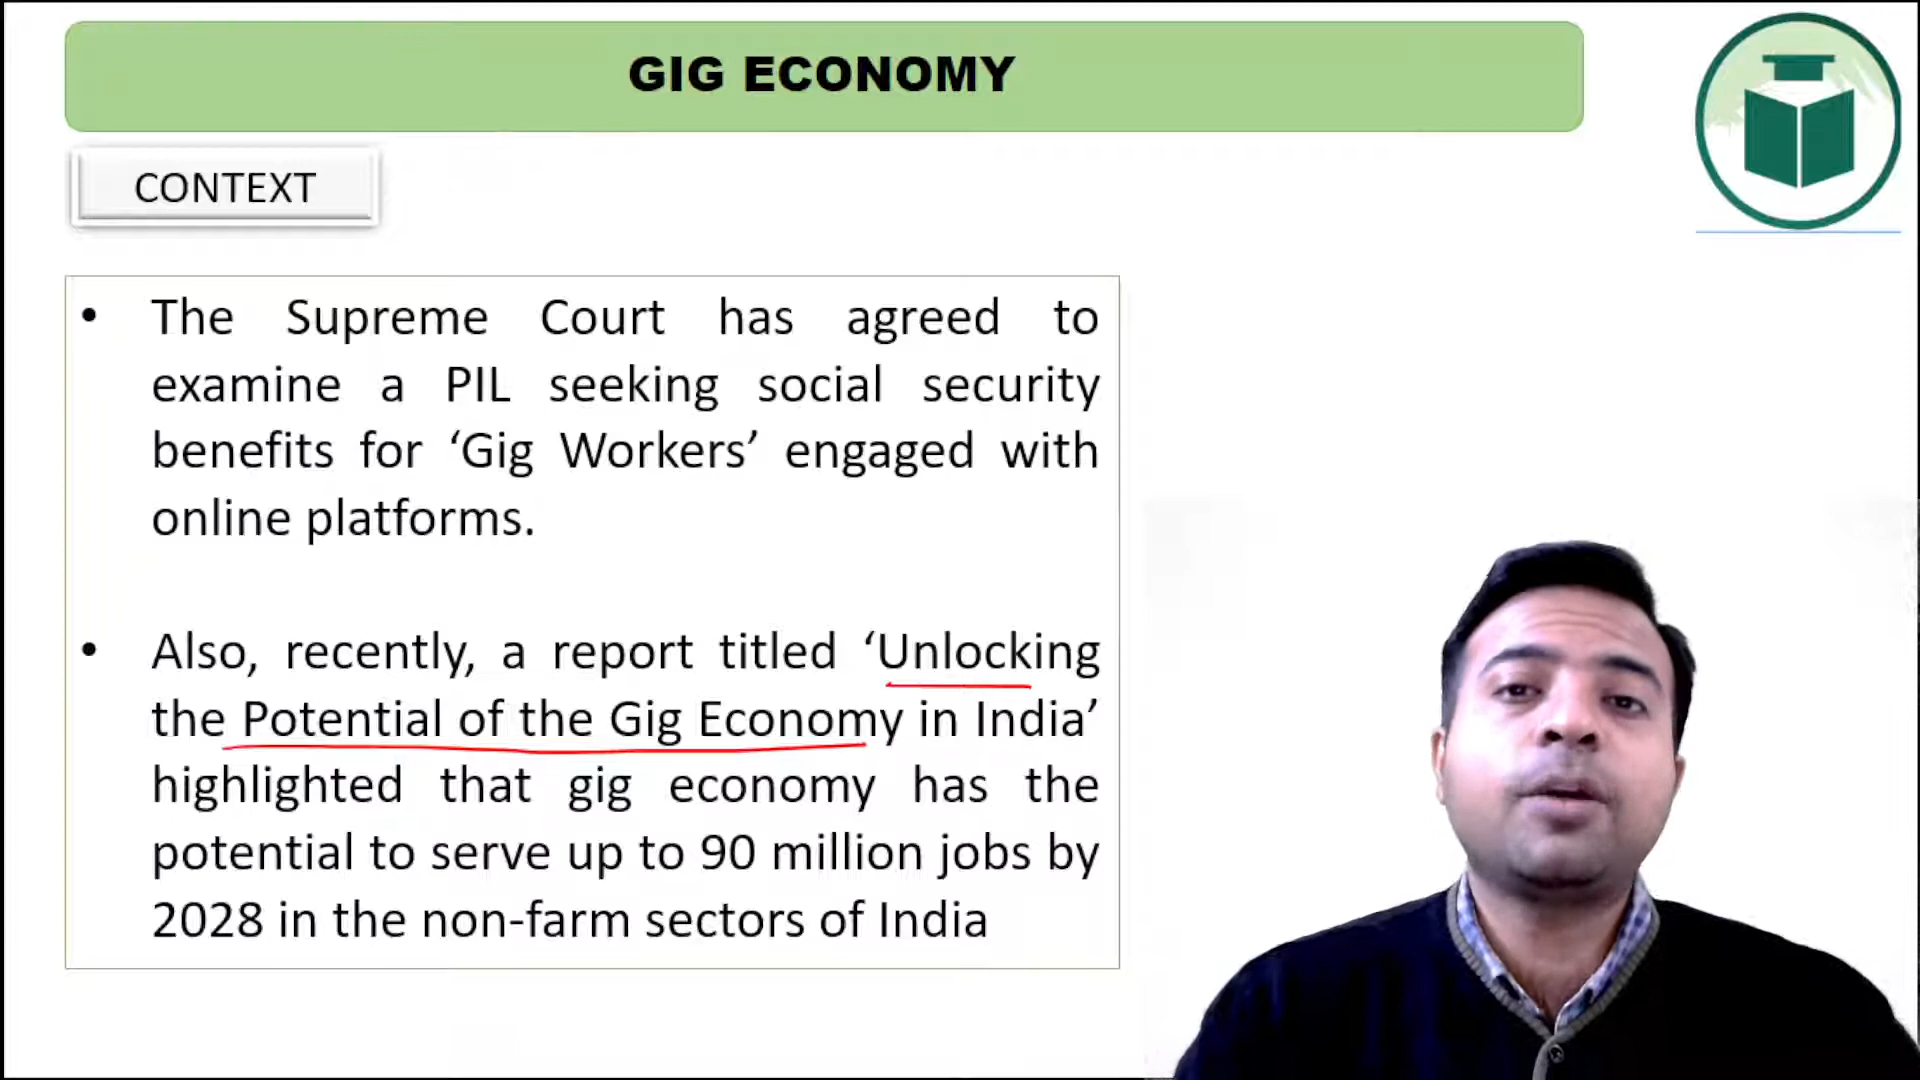 GIG ECONOMY
CONTEXT
• The Supreme Court has agreed to
examine a PIL seeking social security
benefits for ‘Gig Workers’ engaged with
online platforms.
• Also, recently, a report titled ‘Unlocking
the Potential of the Gig Economy in India’
highlighted that gig economy has the
potential to serve up to 90 million jobs by
2028 in the non-farm sectors of India